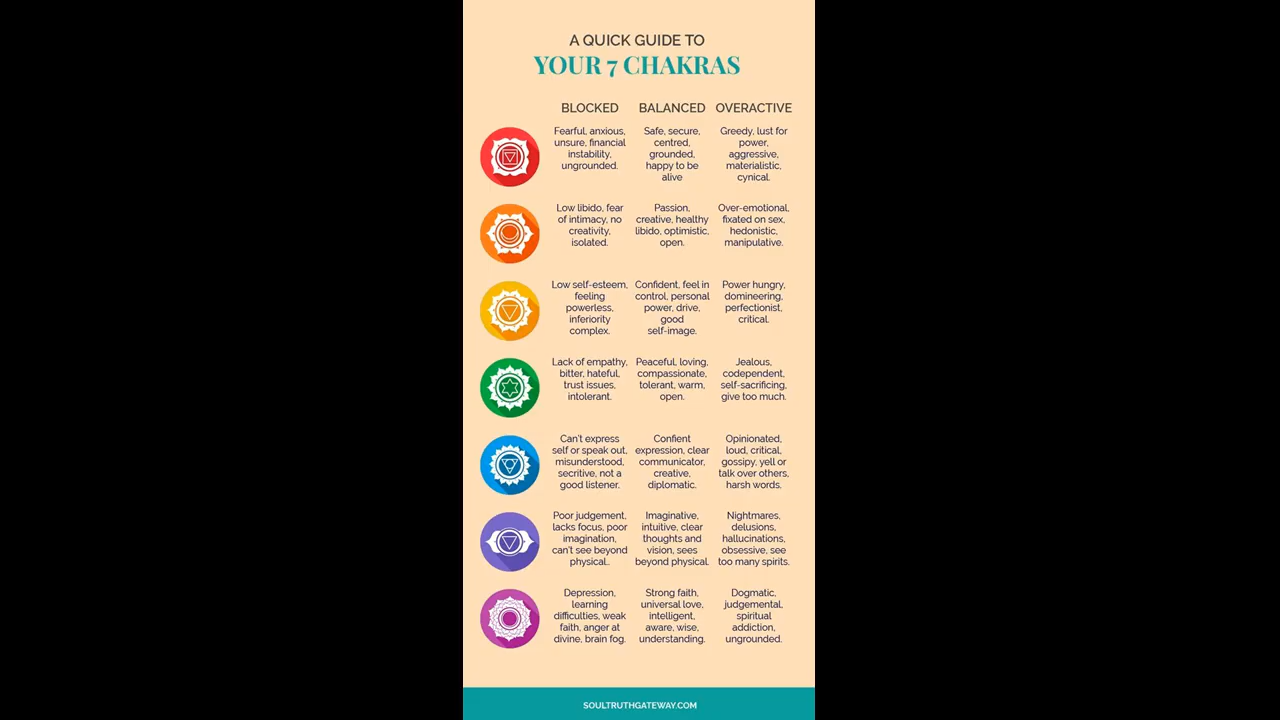 A QUICK GUIDE TO
YOUR 7 CHAKRAS
BLOCKED BALANCED OVERACTIVE
Fearful, anxious,
unsure, financial
instability,
ungrounded.
Safe, secure,
centred,
grounded,
happy to be
alive
Greedy, lust for
power,
aggressive,
materialistic,
cynical.
Low libido, fear
of intimacy, no
creativity,
isolated.
Passion,
creative, healthy
libido, optimistic,
open.
Over-emotional,
fixated on sex,
hedonistic,
manipulative.
Low self-esteem,
feeling
powerless,
inferiority
complex.
Confident, feel in
control, personal
power, drive,
good
self-image.
Power hungry,
domineering,
perfectionist,
critical.
Lack of empathy,
bitter, hateful,
trust issues,
intolerant.
Peaceful, loving,
compassionate,
tolerant, warm,
open.
Jealous,
codependent,
self-sacrificing,
give too much.
Can't express
self or speak out,
misunderstood,
secritive, not a
good listener.
Confient
expression, clear
communicator,
creative,
diplomatic.
Opinionated,
loud, critical,
gossipy, yell or
talk over others,
harsh words,
Poor judgement,
lacks focus, poor
imagination,
can't see beyond
physical..
Imaginative,
intuitive, clear
thoughts and
vision, sees
beyond physical.
Nightmares,
delusions,
hallucinations,
obsessive, see
too many spirits.
Depression,
learning
difficulties, weak
faith, anger at
divine, brain fog.
Strong faith,
universal love,
intelligent,
aware, wise,
understanding.
Dogmatic,
judgemental,
spiritual
addiction,
ungrounded.
SOULTRUTHGATEWAY.COM